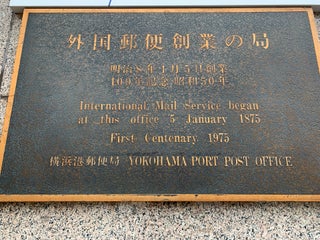 外国郵便創業の局
明治8年1月5日創業
100年記念 昭和50年
International Mail Service began
at this office 5 January 1875
First Centenary 1975
横浜港郵便局 YOKOHAMA PORT POST OFFICE